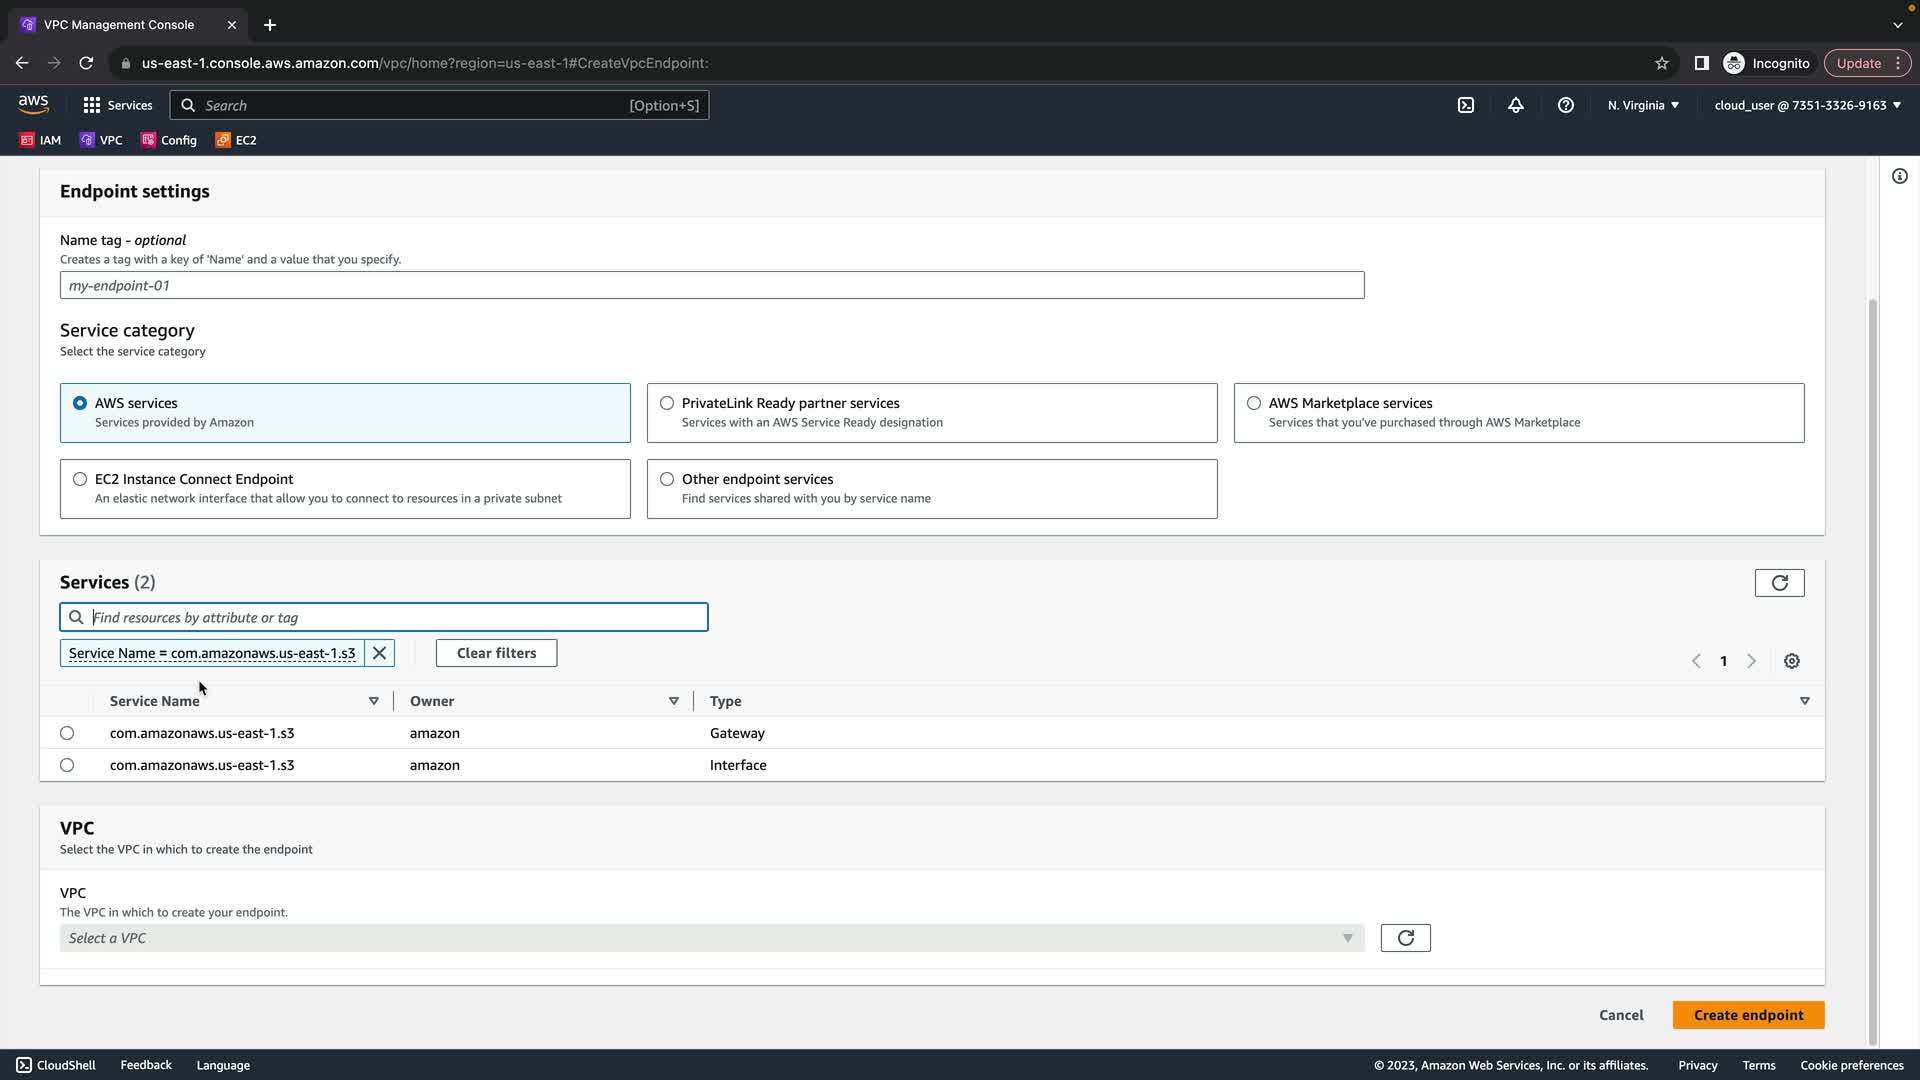 VPC Management Console
us-east-1.console.aws.amazon.com/vpc/home?region=us-east-1#CreateVpcEndpoint:
Incognito
Update
aws
Services
Search
[Option+S]
N. Virginia
cloud_user @ 7351-3326-9163
IAM
VPC
Config
EC2
Endpoint settings
Name tag - optional
Creates a tag with a key of 'Name' and a value that you specify.
my-endpoint-01
Service category
Select the service category
AWS services
Services provided by Amazon
PrivateLink Ready partner services
Services with an AWS Service Ready designation
AWS Marketplace services
Services that you've purchased through AWS Marketplace
EC2 Instance Connect Endpoint
An elastic network interface that allow you to connect to resources in a private subnet
Other endpoint services
Find services shared with you by service name
Services (2)
Find resources by attribute or tag
Service Name = com.amazonaws.us-east-1.s3
Clear filters
1
Service Name
Owner
Type
com.amazonaws.us-east-1.s3
amazon
Gateway
com.amazonaws.us-east-1.s3
amazon
Interface
VPC
Select the VPC in which to create the endpoint
VPC
The VPC in which to create your endpoint.
Select a VPC
Cancel
Create endpoint
CloudShell
Feedback
Language
© 2023, Amazon Web Services, Inc. or its affiliates.
Privacy
Terms
Cookie preferences